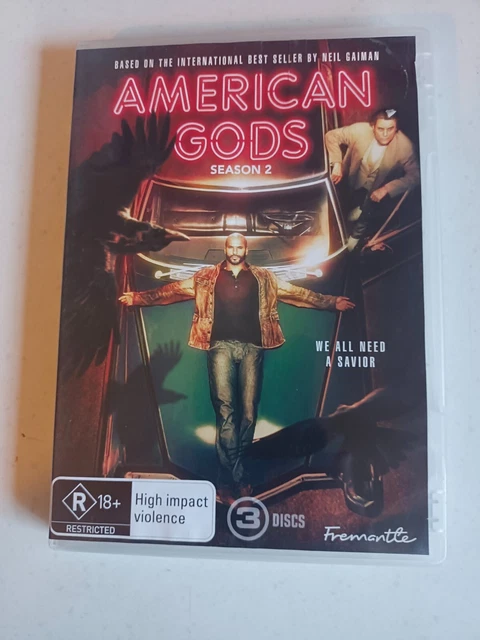 BASED ON THE INTERNATIONAL BEST SELLER BY NEIL GAIMAN
AMERICAN
GODS
SEASON 2
WE ALL NEED
A SAVIOR
R 18+
RESTRICTED
High impact
violence
3 DISCS
Fremantle